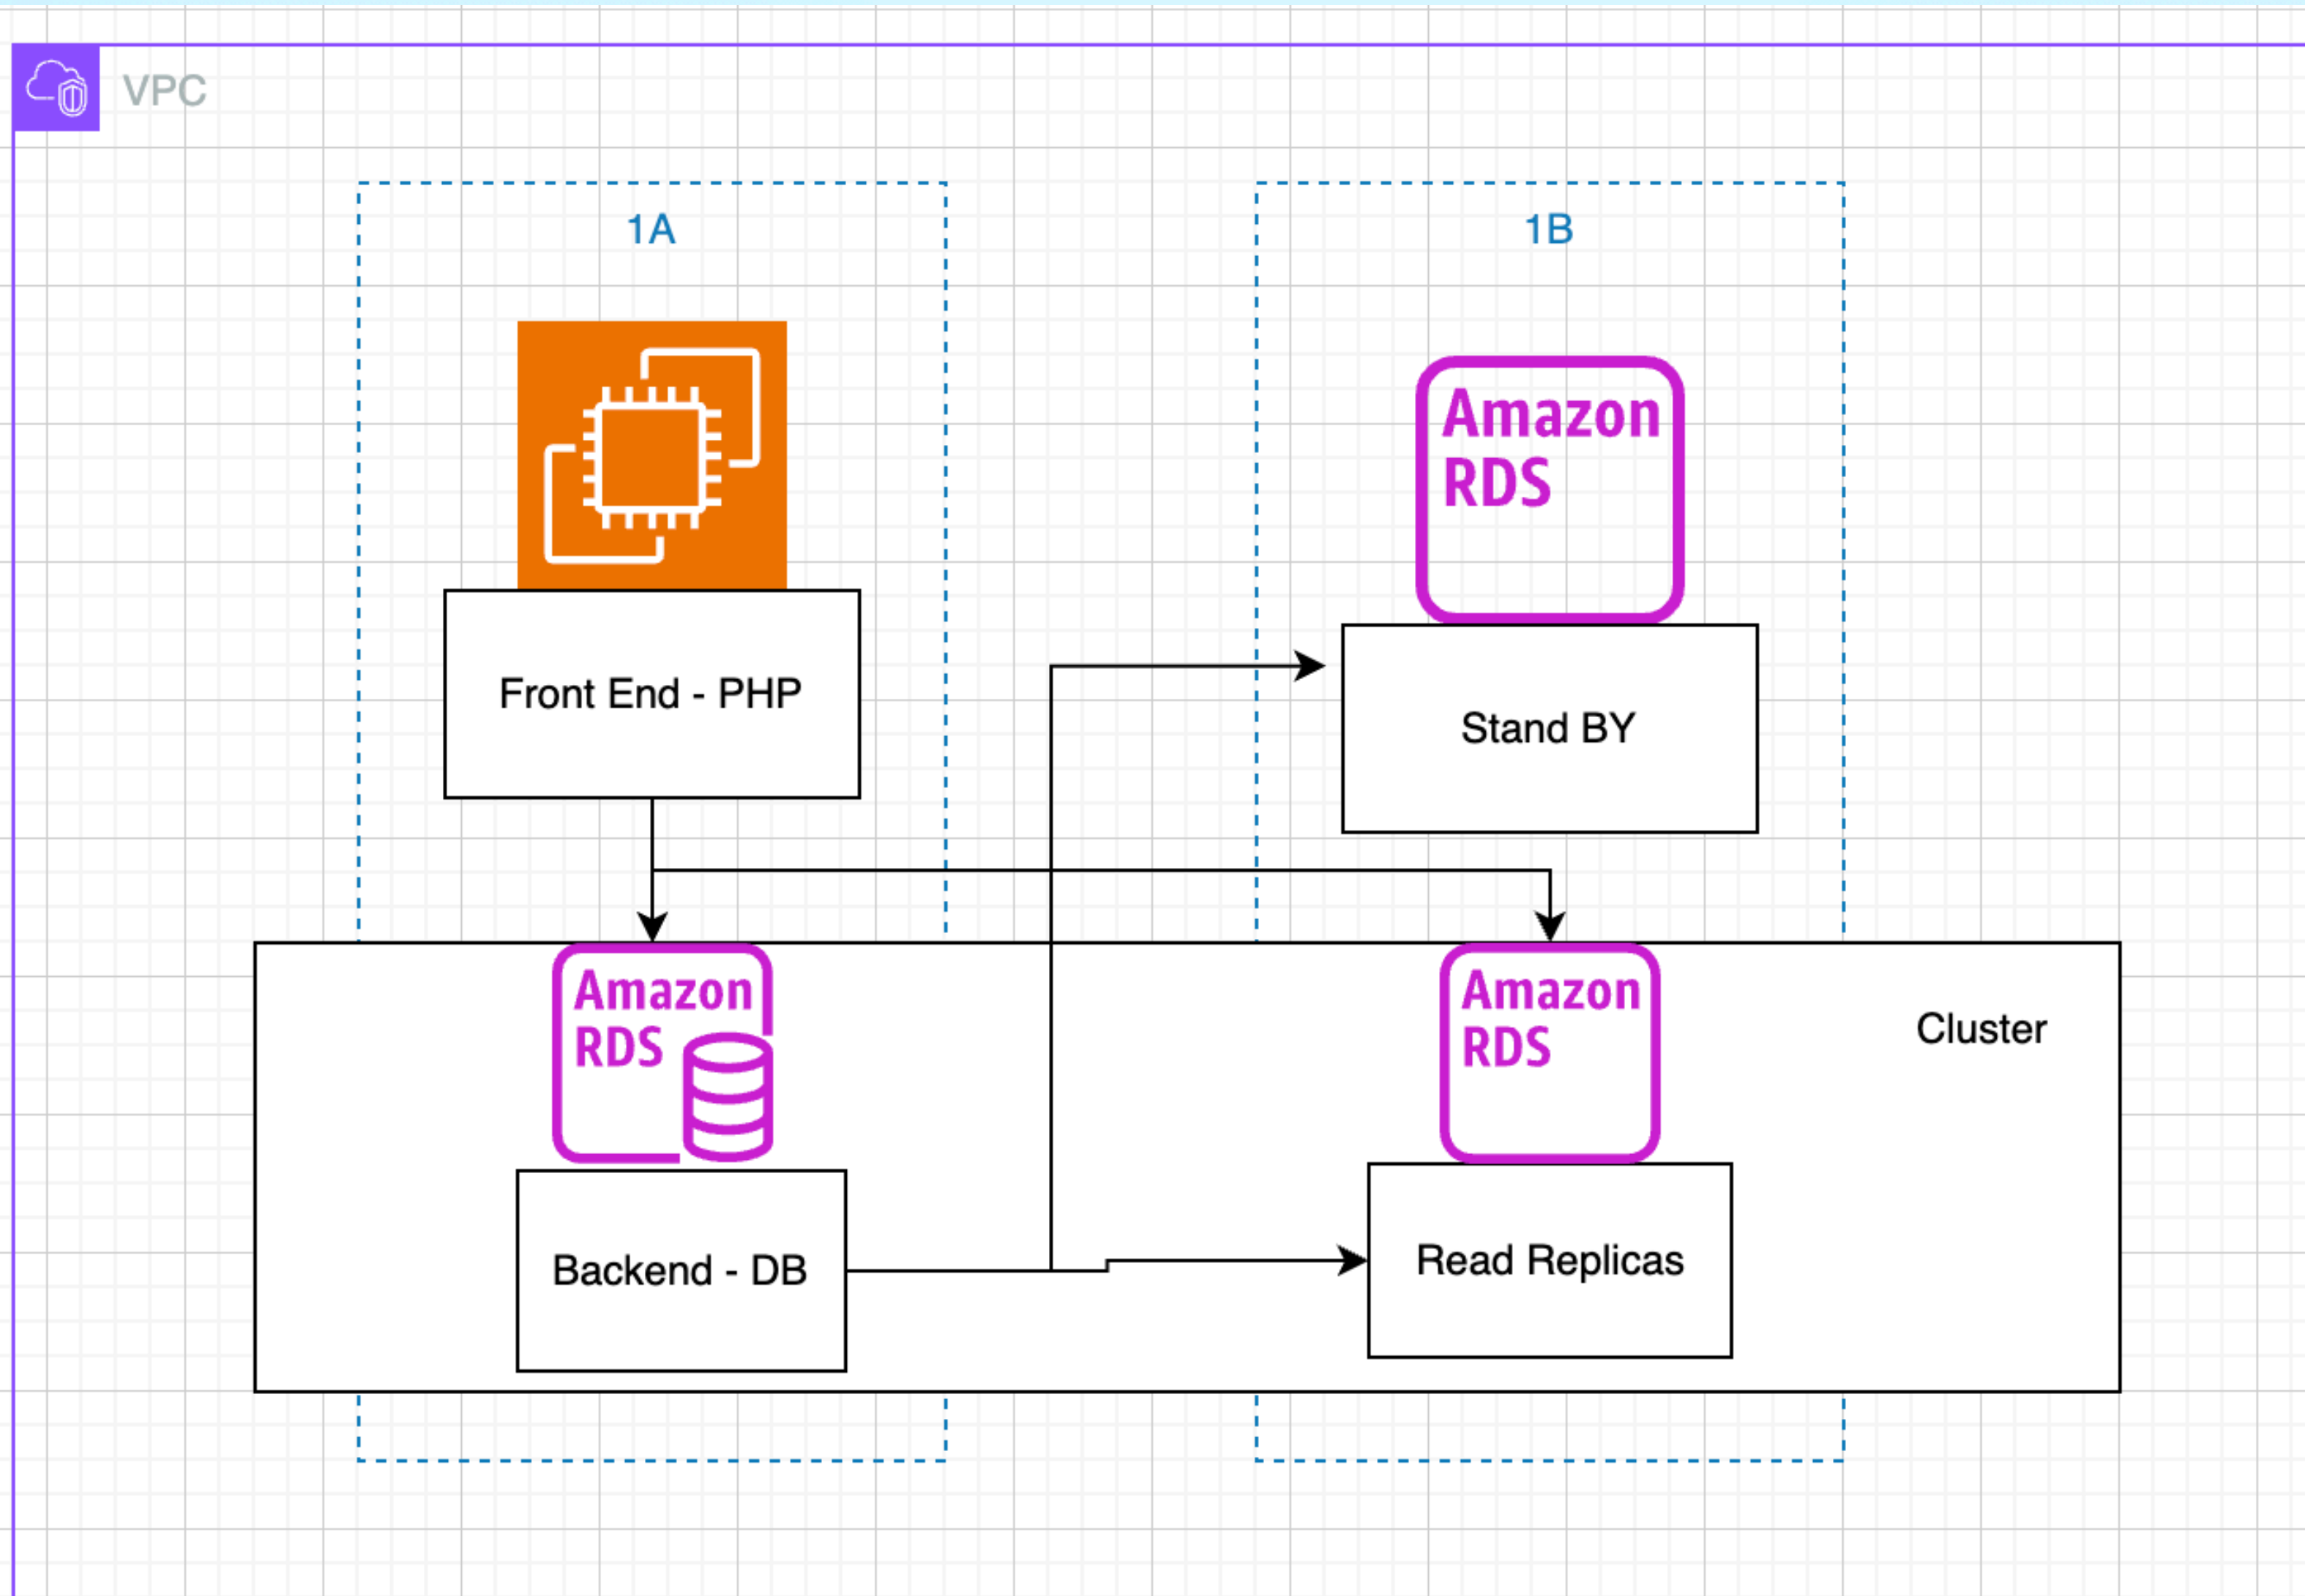 VPC
1A
1B
Amazon
RDS
Front End - PHP
Stand BY
Amazon
RDS
Amazon
RDS
Cluster
Backend - DB
Read Replicas